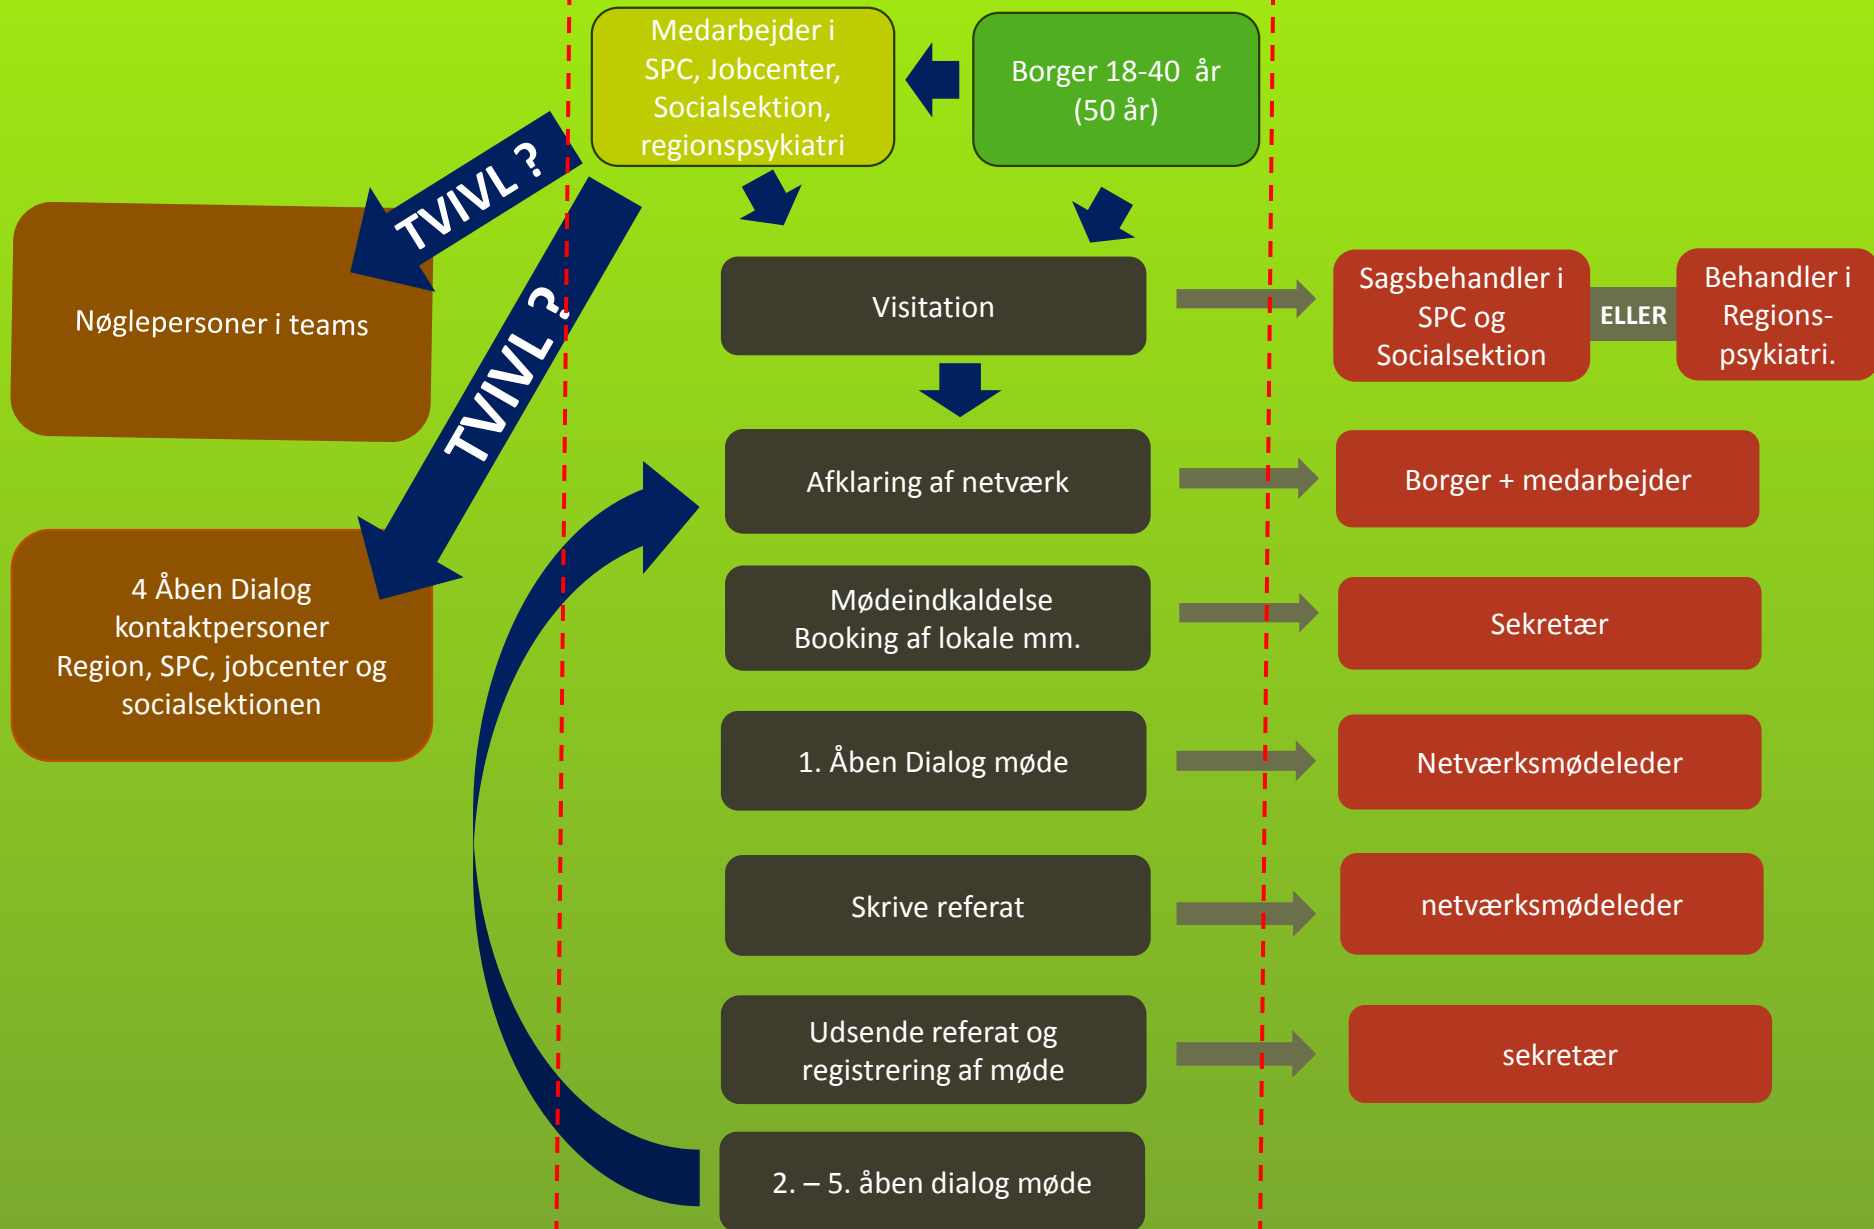 Medarbejder i
SPC, Jobcenter,
Socialsektion,
regionspsykiatri
Borger 18-40 år
(50 år)
TVIVL ?
TVIVL ?
Nøglepersoner i teams
4 Åben Dialog
kontaktpersoner
Region, SPC, jobcenter og
socialsektionen
Visitation
Sagsbehandler i
SPC og
Socialsektion
ELLER
Behandler i
Regions-
psykiatri.
Afklaring af netværk
Borger + medarbejder
Mødeindkaldelse
Booking af lokale mm.
Sekretær
1. Åben Dialog møde
Netværksmødeleder
Skrive referat
netværksmødeleder
Udsende referat og
registrering af møde
sekretær
2. – 5. åben dialog møde